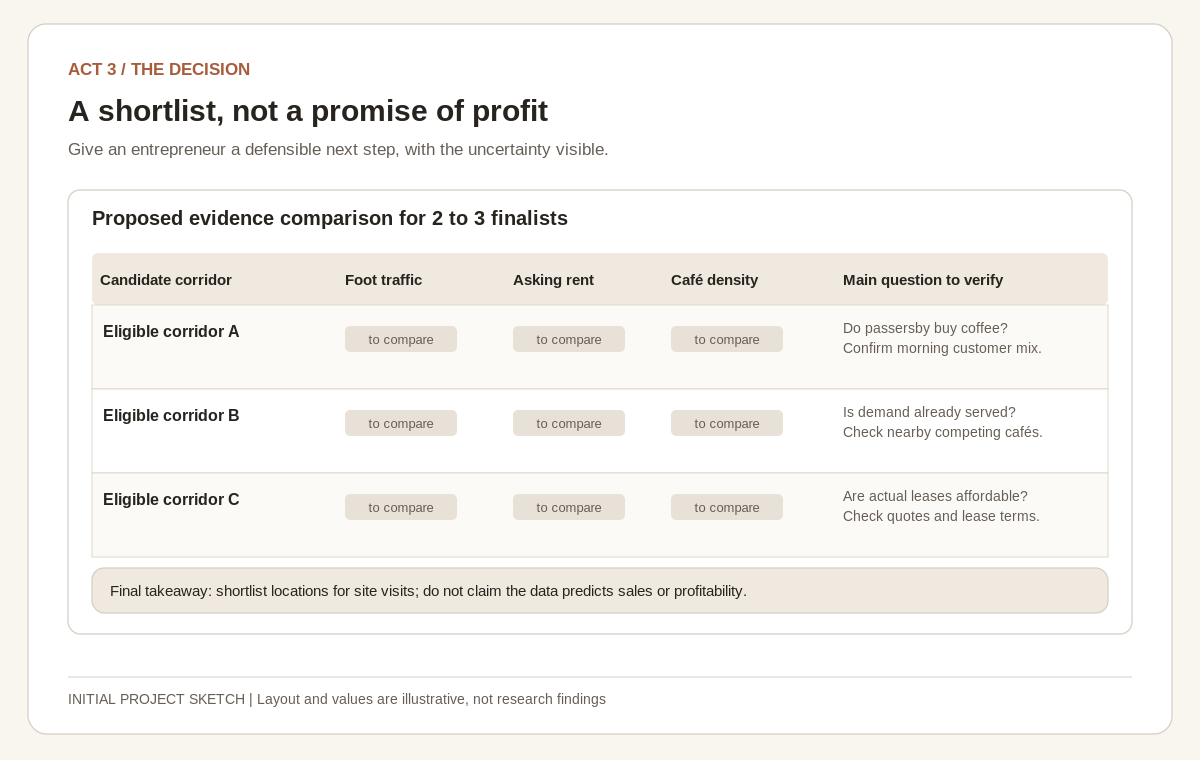 ACT 3 / THE DECISION
A shortlist, not a promise of profit
Give an entrepreneur a defensible next step, with the uncertainty visible.
Proposed evidence comparison for 2 to 3 finalists
Candidate corridor Foot traffic Asking rent Café density Main question to verify
Eligible corridor A to compare to compare to compare Do passersby buy coffee?
Confirm morning customer mix.
Eligible corridor B to compare to compare to compare Is demand already served?
Check nearby competing cafés.
Eligible corridor C to compare to compare to compare Are actual leases affordable?
Check quotes and lease terms.
Final takeaway: shortlist locations for site visits; do not claim the data predicts sales or profitability.
INITIAL PROJECT SKETCH | Layout and values are illustrative, not research findings